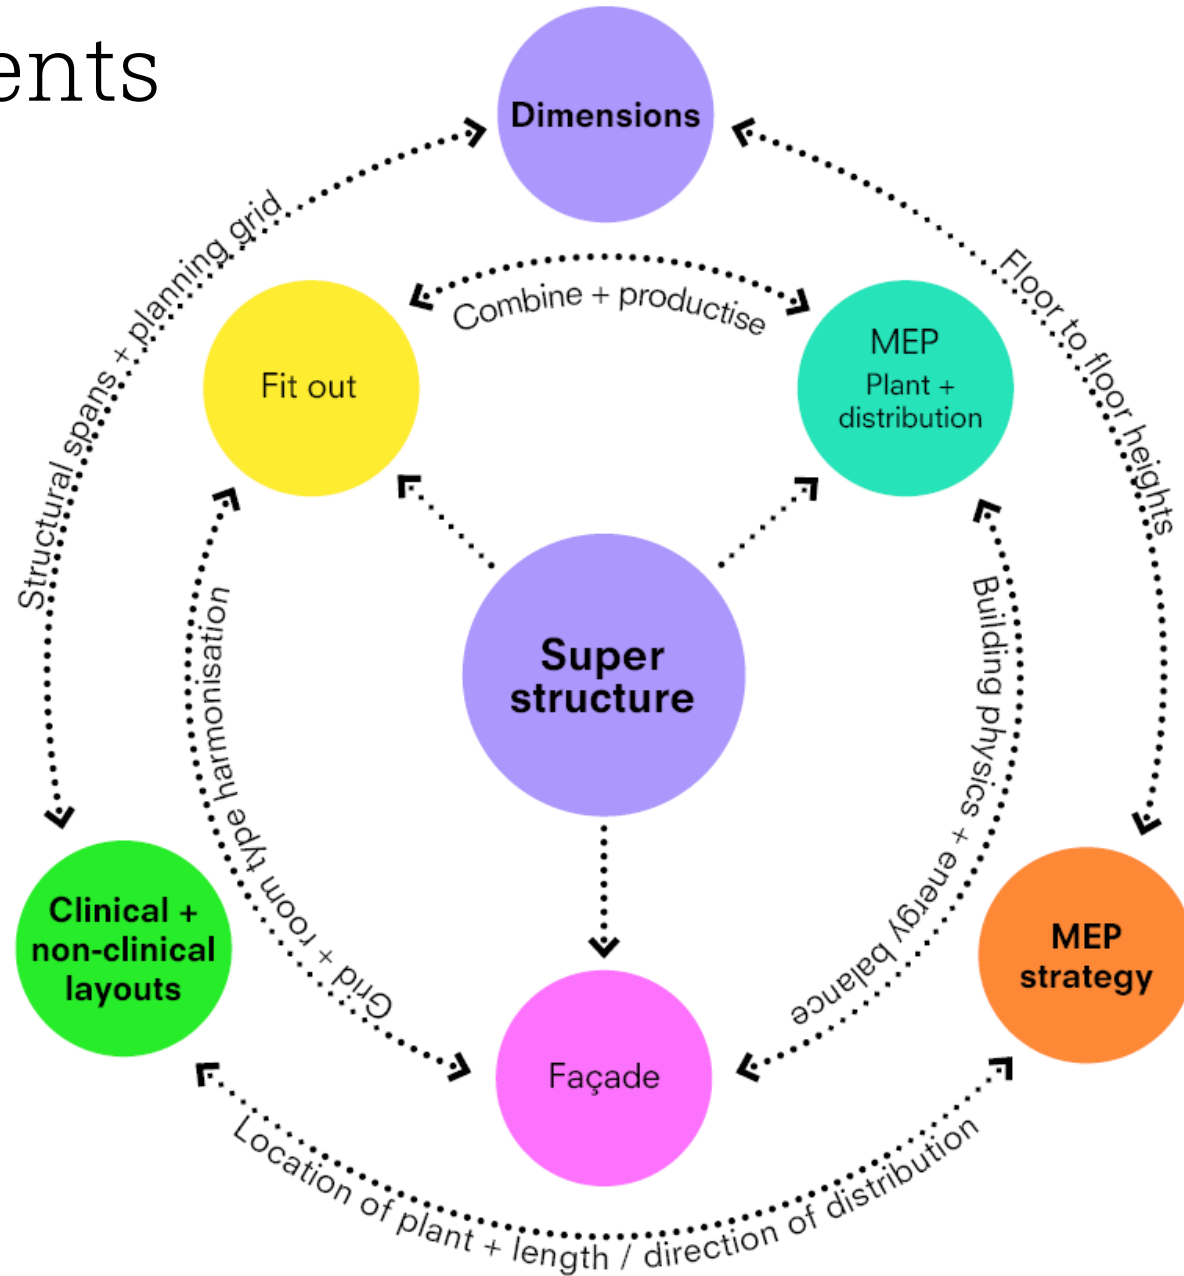 ents
Dimensions
Structural spans + planning grid
Floor to floor heights
Combine + productise
Fit out
MEP
Plant +
distribution
Super
structure
Grid + room type harmonisation
Building physics + energy balance
Clinical +
non-clinical
layouts
MEP
strategy
Façade
Location of plant + length / direction of distribution